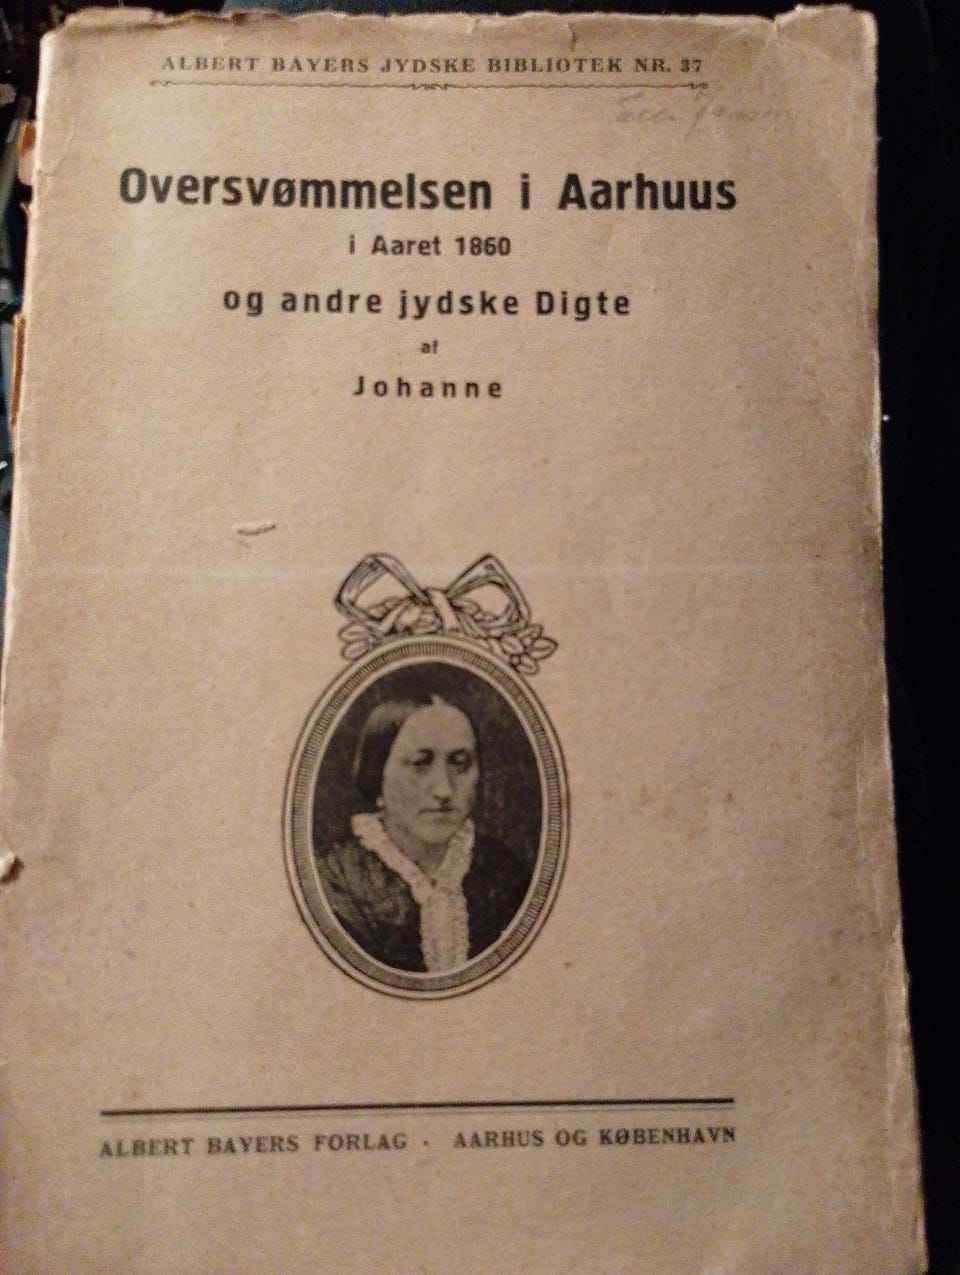 ALBERT BAYERS JYDSKE BIBLIOTEK NR. 37
Oversvømmelsen i Aarhuus
i Aaret 1860
og andre jydske Digte
af
Johanne
ALBERT BAYERS FORLAG · AARHUS OG KØBENHAVN